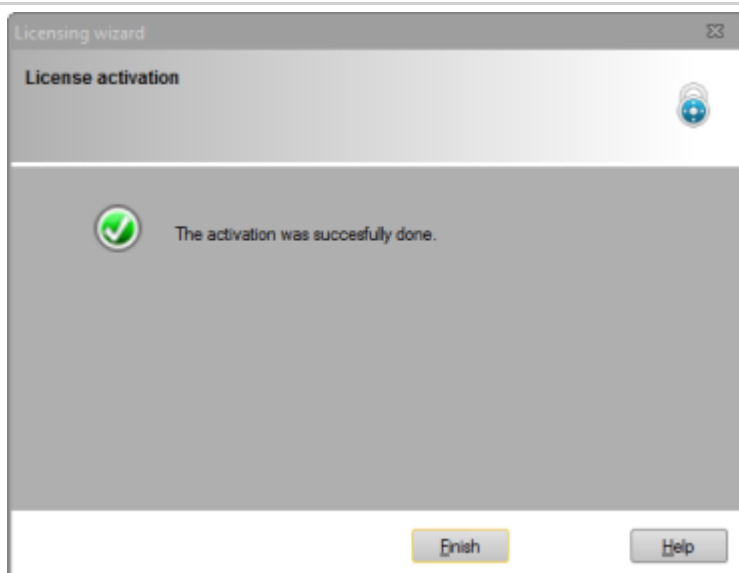 Licensing wizard
License activation
The activation was succesfully done.
Finish
Help